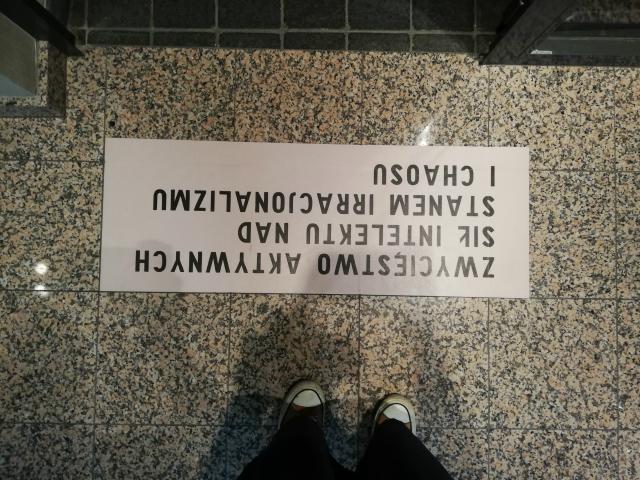 ZWYCIĘSTWO AKTYWNYCH
SIŁ INTELEKTU NAD
STANEM IRRACJONALIZMU
I CHAOSU